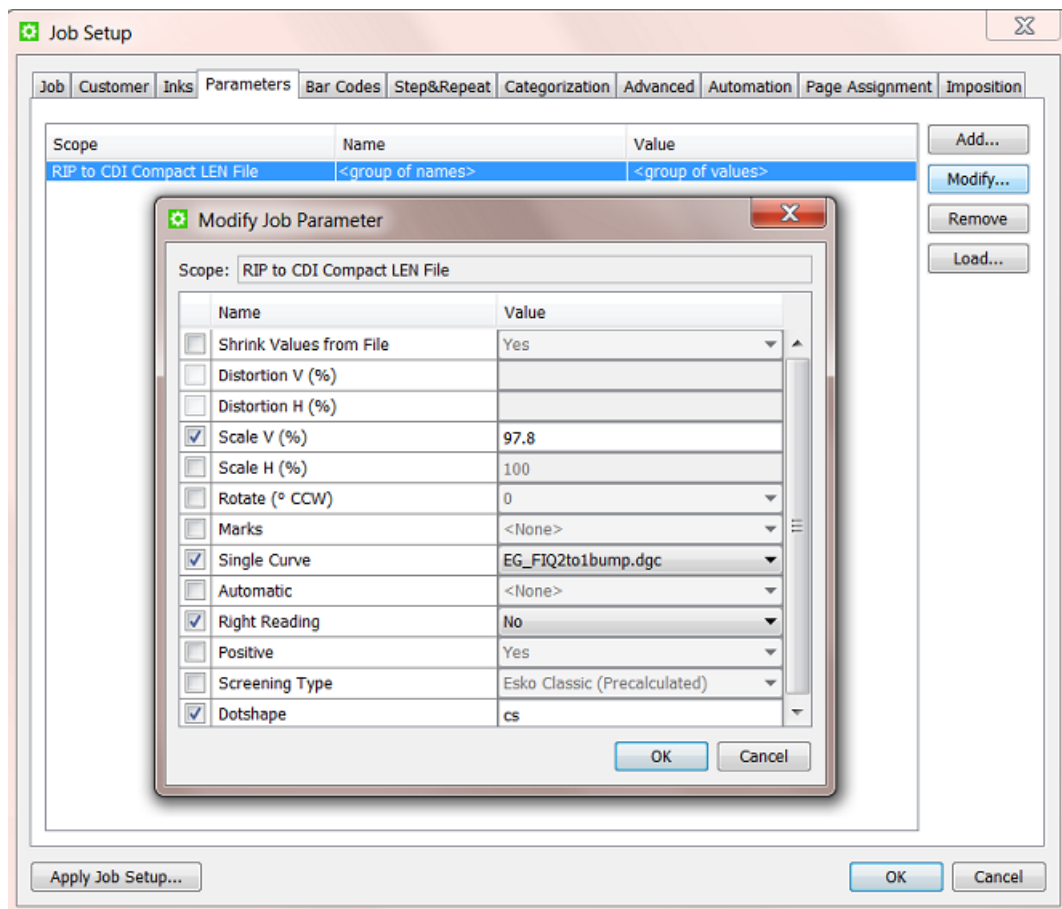 Job Setup
Job Customer Inks Parameters Bar Codes Step&Repeat Categorization Advanced Automation Page Assignment Imposition
Scope Name Value
RIP to CDI Compact LEN File <group of names> <group of values>
Add...
Modify...
Remove
Load...
Modify Job Parameter
Scope: RIP to CDI Compact LEN File
Name Value
Shrink Values from File Yes
Distortion V (%)
Distortion H (%)
Scale V (%) 97.8
Scale H (%) 100
Rotate (° CCW) 0
Marks <None>
Single Curve EG_FIQ2to1bump.dgc
Automatic <None>
Right Reading No
Positive Yes
Screening Type Esko Classic (Precalculated)
Dotshape cs
OK Cancel
Apply Job Setup... OK Cancel